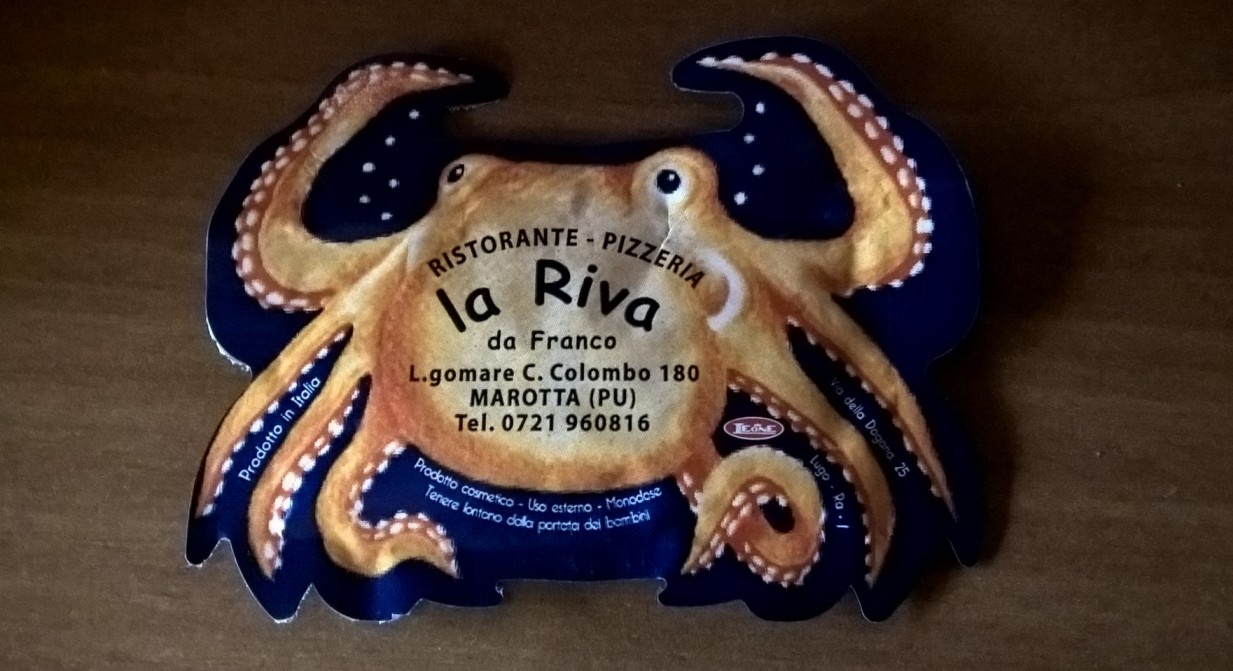 RISTORANTE - PIZZERIA
la Riva
da Franco
L.gomare C. Colombo 180
MAROTTA (PU)
Tel. 0721 960816
Prodotto in Italia
Prodotto cosmetico - Uso esterno - Monodose
Tenere lontano dalla portata dei bambini
LEONE
Via della Dogana 25
Lugo - Ra - I